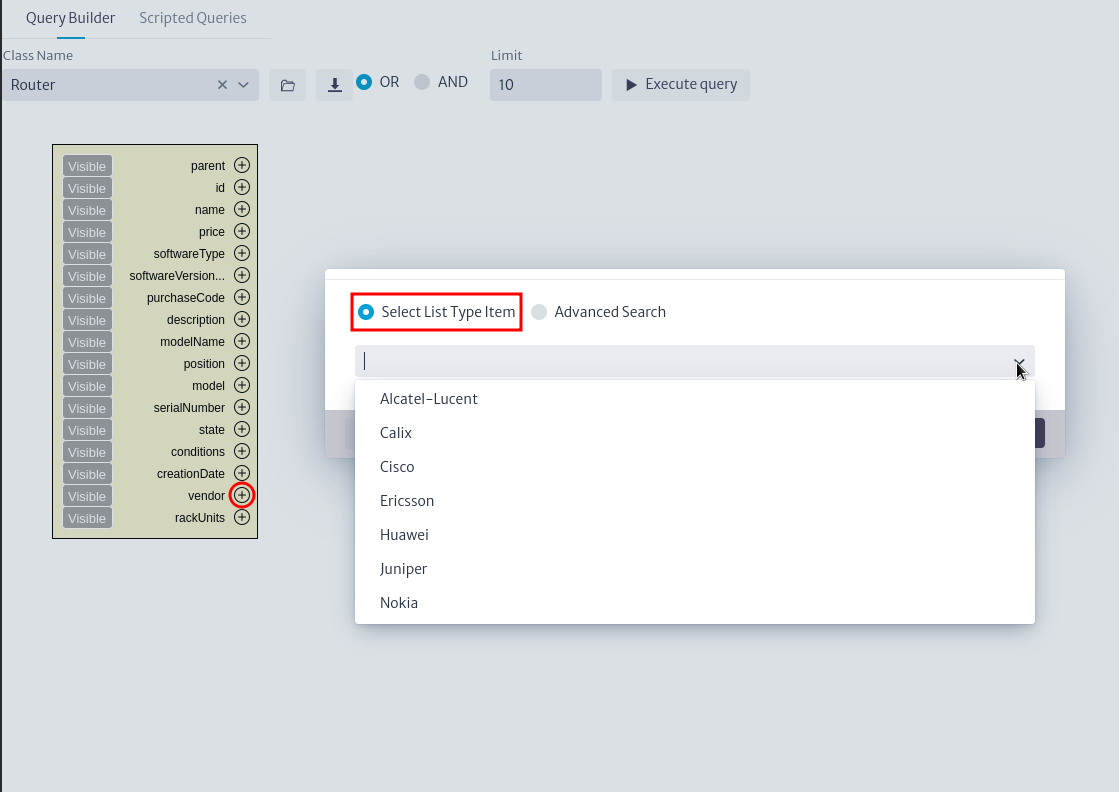 Query Builder Scripted Queries
Class Name Limit
Router OR AND 10 Execute query
Visible parent
Visible id
Visible name
Visible price
Visible softwareType
Visible softwareVersion...
Visible purchaseCode
Visible description
Visible modelName
Visible position
Visible model
Visible serialNumber
Visible state
Visible conditions
Visible creationDate
Visible vendor
Visible rackUnits
Select List Type Item Advanced Search
Alcatel-Lucent
Calix
Cisco
Ericsson
Huawei
Juniper
Nokia